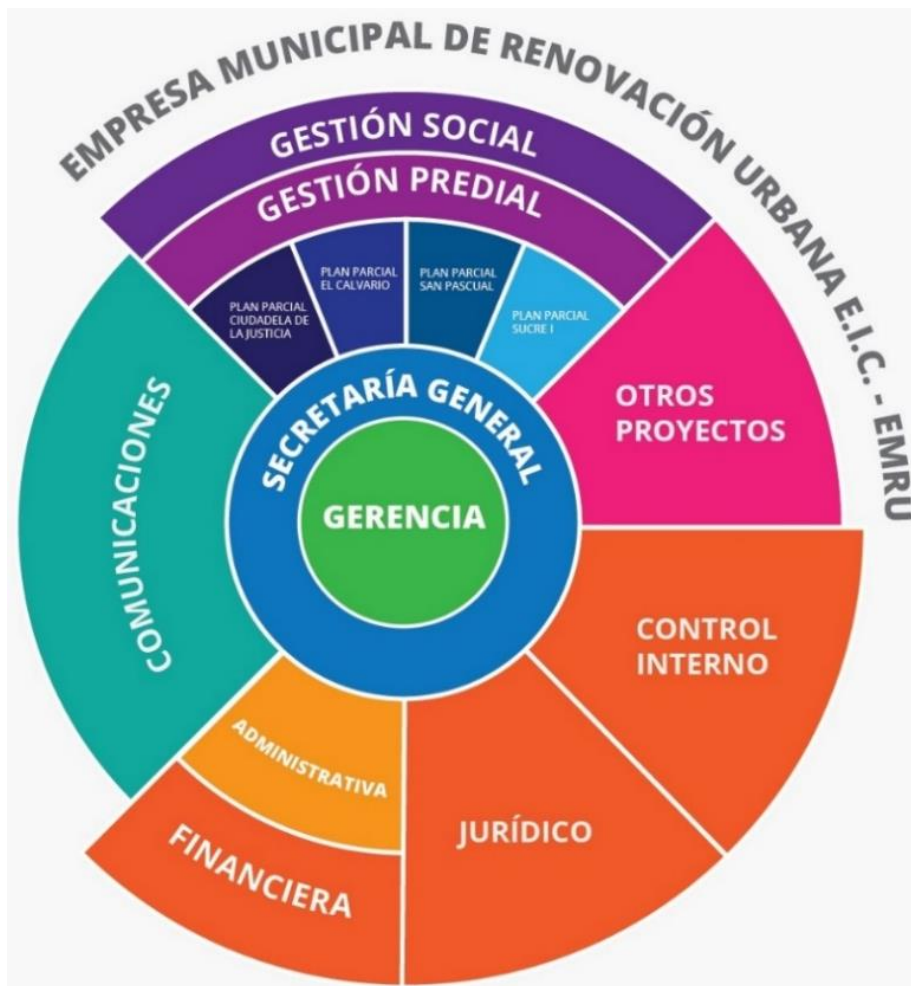 EMPRESA MUNICIPAL DE RENOVACIÓN URBANA E.I.C. - EMRU
GESTIÓN SOCIAL
GESTIÓN PREDIAL
PLAN PARCIAL
CIUDADELA DE
LA JUSTICIA
PLAN PARCIAL
EL CALVARIO
PLAN PARCIAL
SAN PASCUAL
PLAN PARCIAL
SUCRE I
OTROS
PROYECTOS
SECRETARÍA GENERAL
GERENCIA
COMUNICACIONES
CONTROL
INTERNO
ADMINISTRATIVA
FINANCIERA
JURÍDICO